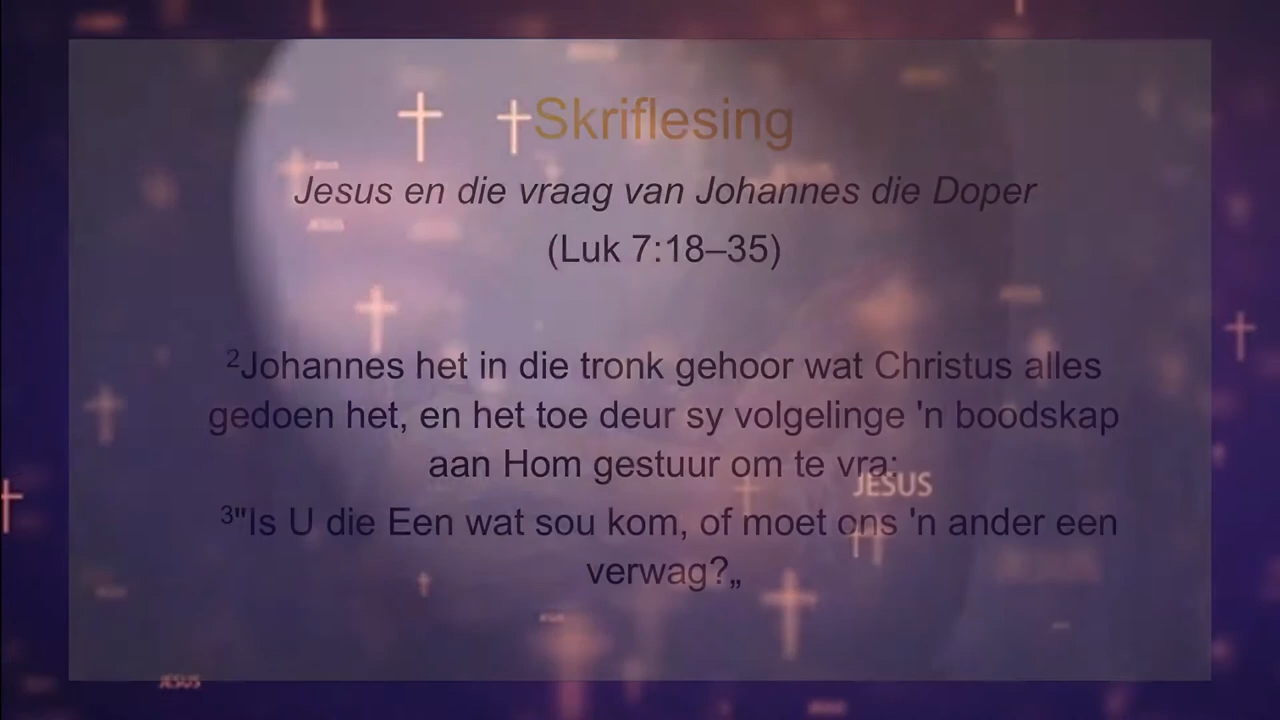 Skriflesing
Jesus en die vraag van Johannes die Doper
(Luk 7:18–35)
²Johannes het in die tronk gehoor wat Christus alles
gedoen het, en het toe deur sy volgelinge 'n boodskap
aan Hom gestuur om te vra:
JESUS
³"Is U die Een wat sou kom, of moet ons 'n ander een
verwag?„
JESUS